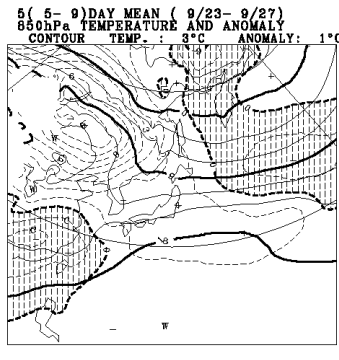 5( 5- 9)DAY MEAN ( 9/23- 9/27)
850hPa TEMPERATURE AND ANOMALY
CONTOUR TEMP. : 3°C ANOMALY: 1°C
W
W
W